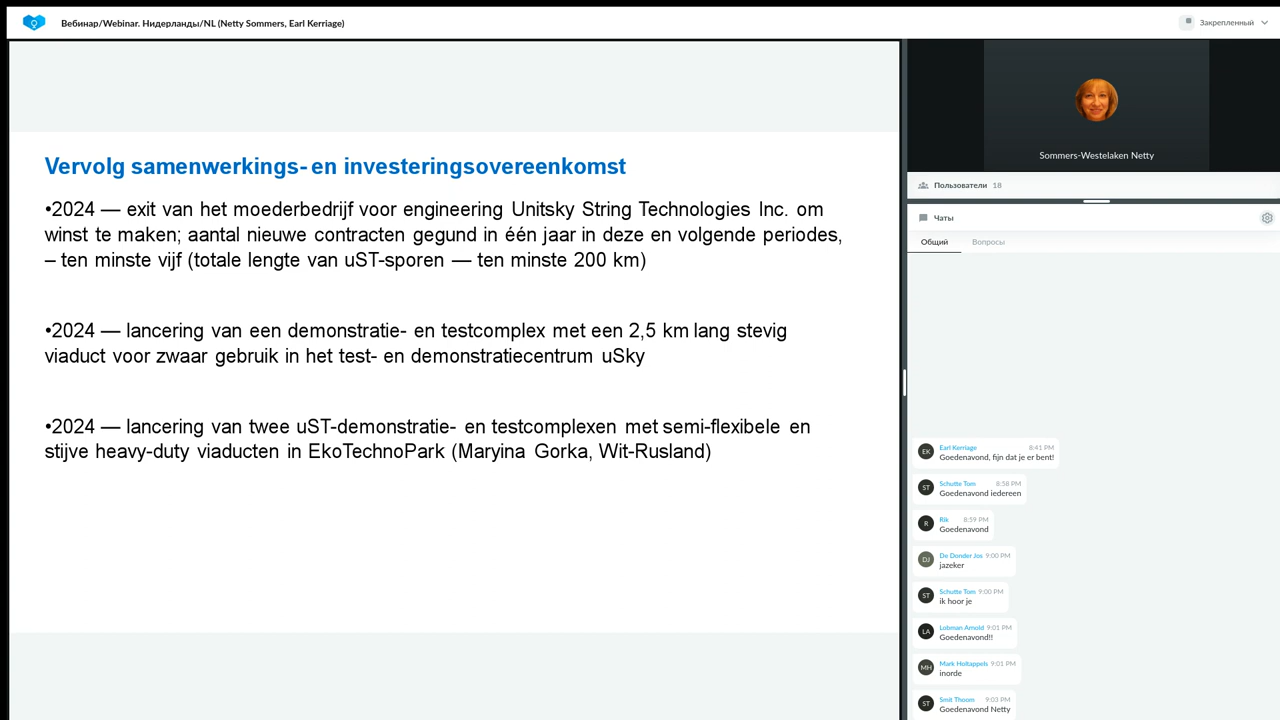 Вебинар/Webinar. Нидерланды/NL (Netty Sommers, Earl Kerriage)
Закрепленный
Vervolg samenwerkings- en investeringsovereenkomst
•2024 — exit van het moederbedrijf voor engineering Unitsky String Technologies Inc. om
winst te maken; aantal nieuwe contracten gegund in één jaar in deze en volgende periodes,
– ten minste vijf (totale lengte van uST-sporen — ten minste 200 km)
•2024 — lancering van een demonstratie- en testcomplex met een 2,5 km lang stevig
viaduct voor zwaar gebruik in het test- en demonstratiecentrum uSky
•2024 — lancering van twee uST-demonstratie- en testcomplexen met semi-flexibele en
stijve heavy-duty viaducten in EkoTechnoPark (Maryina Gorka, Wit-Rusland)
Sommers-Westelaken Netty
Пользователи 18
Чаты
Общий Вопросы
EK Earl Kerriage 8:41 PM
Goedenavond, fijn dat je er bent!
ST Schutte Tom 8:58 PM
Goedenavond iedereen
R Rik 8:59 PM
Goedenavond
DJ De Donder Jos 9:00 PM
jazeker
ST Schutte Tom 9:00 PM
ik hoor je
LA Lobman Arnold 9:01 PM
Goedenavond!!
MH Mark Holtappels 9:01 PM
inorde
ST Smit Thoom 9:03 PM
Goedenavond Netty